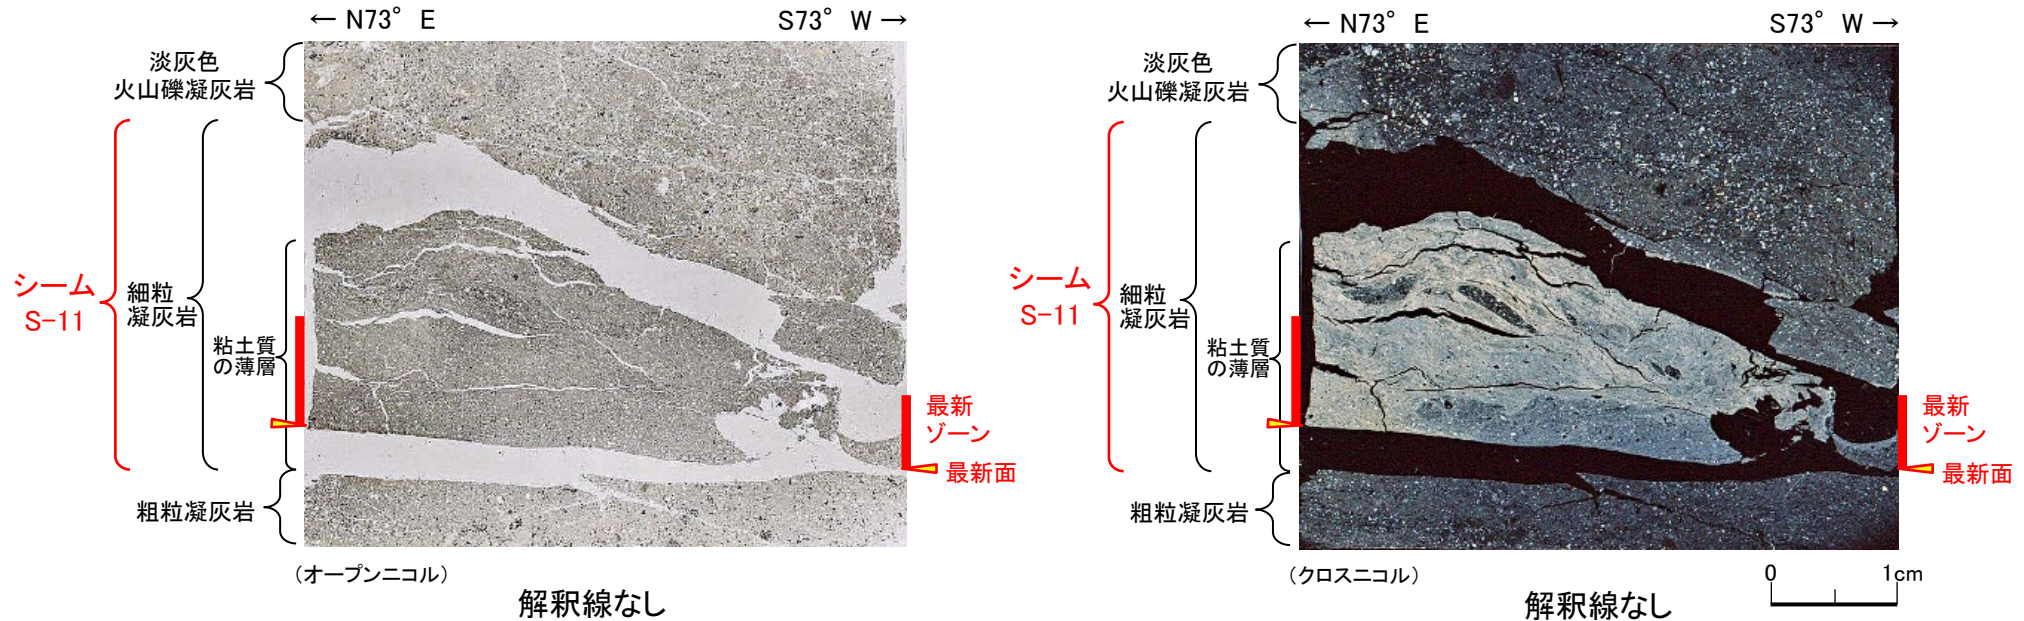 ← N73° E
S73° W →
淡灰色
火山礫凝灰岩
シーム
S-11
細粒
凝灰岩
粘土質
の薄層
粗粒凝灰岩
最新
ゾーン
最新面
（オープンニコル）
解釈線なし
← N73° E
S73° W →
淡灰色
火山礫凝灰岩
シーム
S-11
細粒
凝灰岩
粘土質
の薄層
粗粒凝灰岩
最新
ゾーン
最新面
（クロスニコル）
0 1cm
解釈線なし